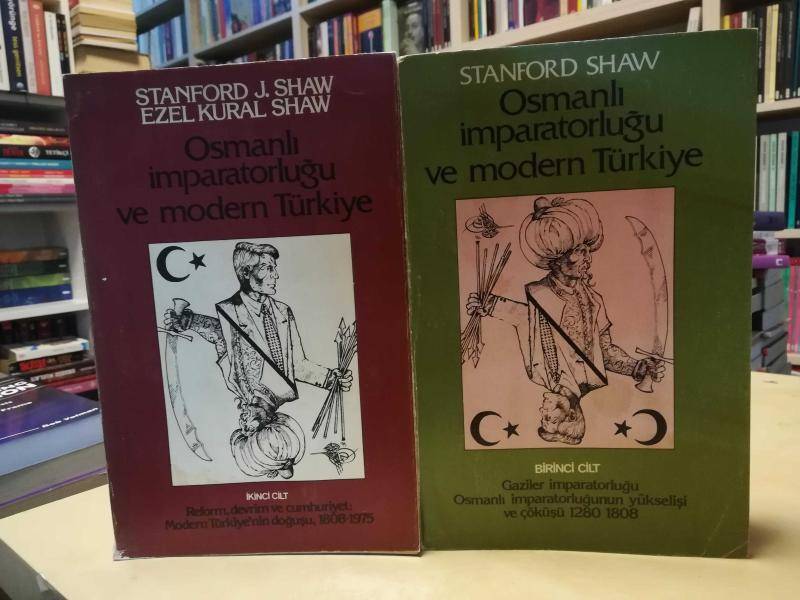 STANFORD J. SHAW
EZEL KURAL SHAW
Osmanlı
imparatorluğu
ve modern Türkiye
İKİNCİ CİLT
Reform, devrim ve cumhuriyet:
Modern Türkiye'nin doğuşu, 1808-1975
STANFORD SHAW
Osmanlı
imparatorluğu
ve modern Türkiye
BİRİNCİ CİLT
Gaziler imparatorluğu
Osmanlı imparatorluğunun yükselişi
ve çöküşü 1280 1808